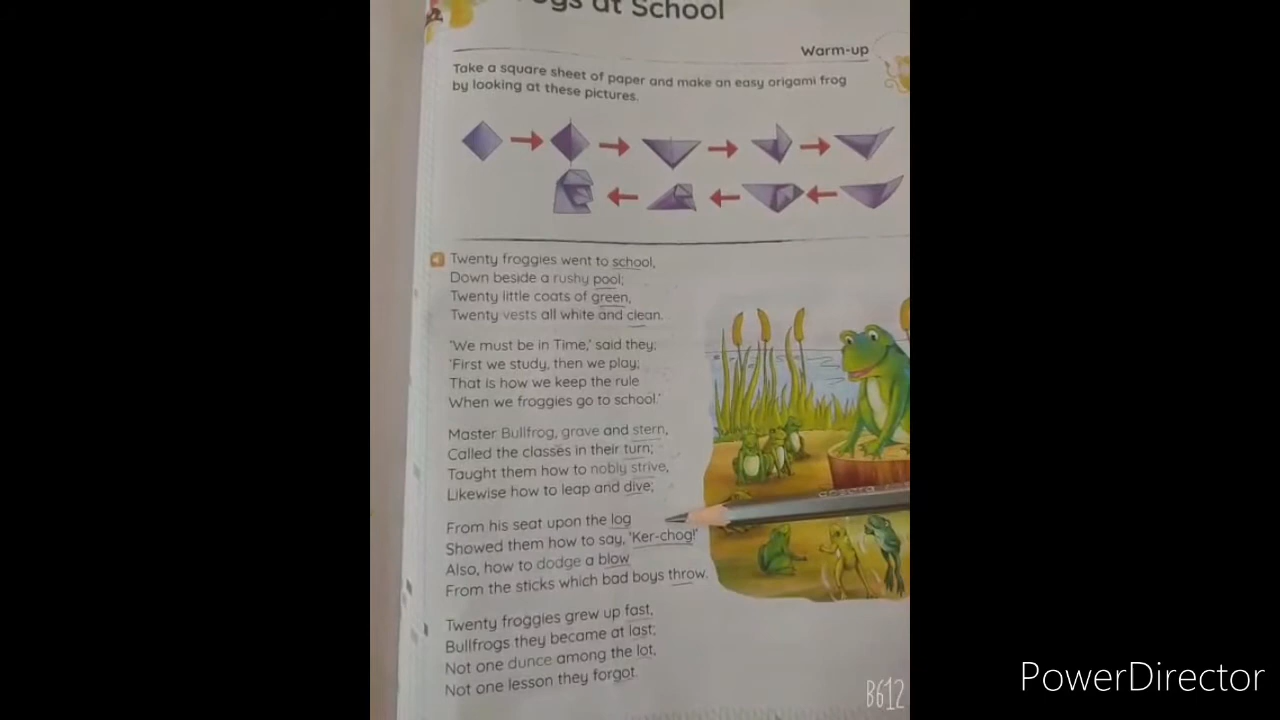 ogs at School
Warm-up
Take a square sheet of paper and make an easy origami frog
by looking at these pictures.
Twenty froggies went to school,
Down beside a rushy pool;
Twenty little coats of green,
Twenty vests all white and clean.
'We must be in Time,' said they;
'First we study, then we play;
That is how we keep the rule
When we froggies go to school.'
Master Bullfrog, grave and stern,
Called the classes in their turn;
Taught them how to nobly strive,
Likewise how to leap and dive;
From his seat upon the log
Showed them how to say, 'Ker-chog!'
Also, how to dodge a blow
From the sticks which bad boys throw.
Twenty froggies grew up fast,
Bullfrogs they became at last;
Not one dunce among the lot,
Not one lesson they forgot.
B612
PowerDirector